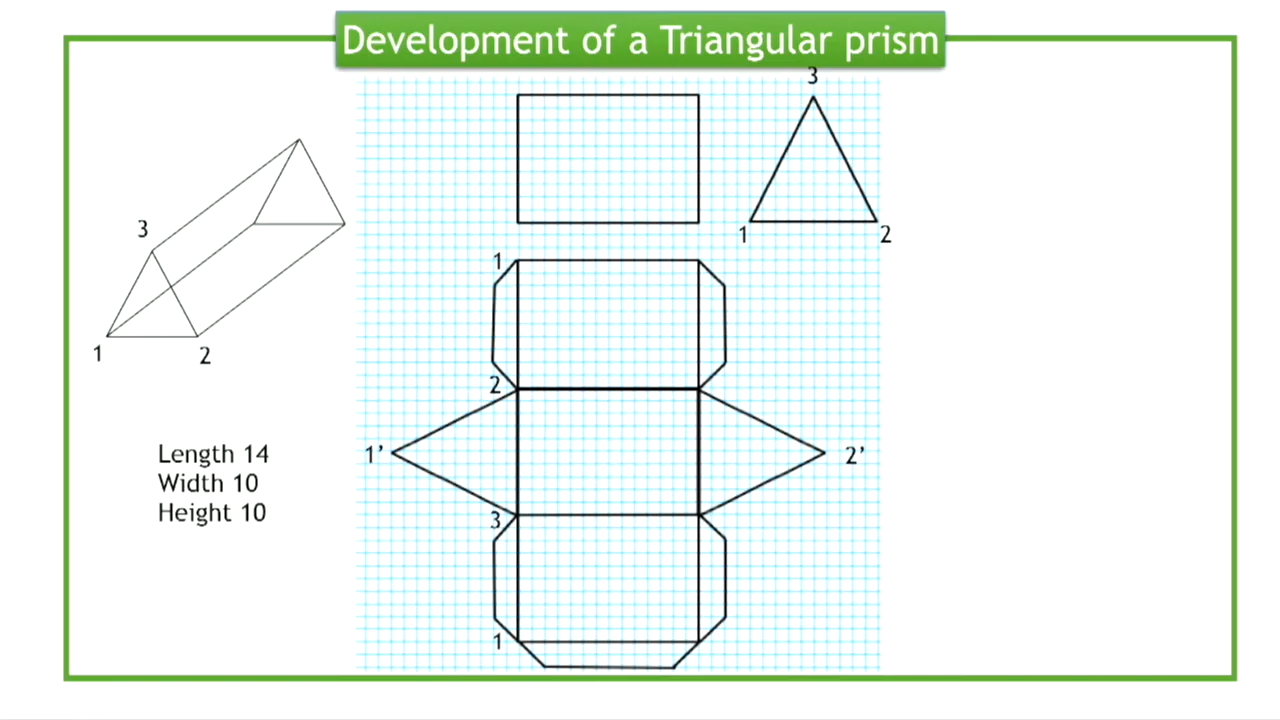 Development of a Triangular prism
3
1 2
3
1 2
Length 14
Width 10
Height 10
1
2
1’ 2’
3
1